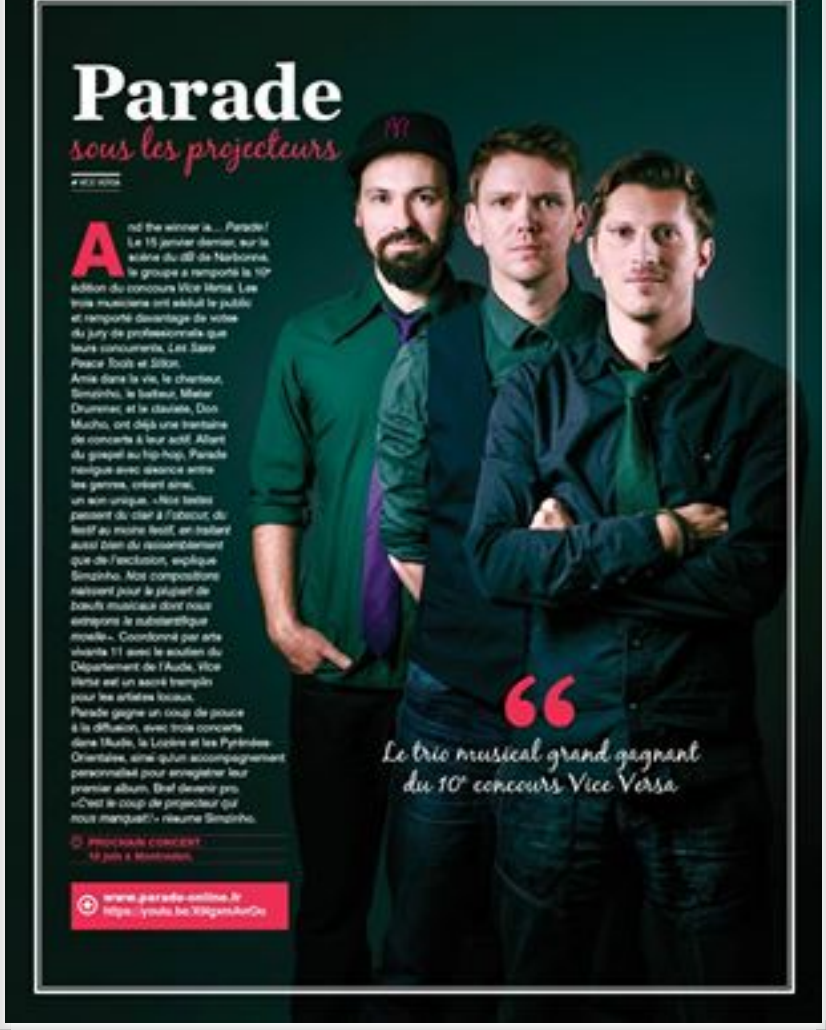 Parade
sous les projecteurs
# VICE VERSA
And the winner is... Parade!
Le 15 janvier dernier, sur la
scène du dB de Narbonne,
le groupe a remporté la 10e
édition du concours Vice Versa. Les
trois musiciens ont séduit le public
et remporté davantage de votes
du jury de professionnels que
leurs concurrents, Les Saxe
Peace Tools et Sition.
Amis dans la vie, le chanteur,
Simzinho, le batteur, Mister
Drummer, et le claviste, Don
Mucho, ont déjà une trentaine
de concerts à leur actif. Allant
du gospel au hip-hop, Parade
navigue avec aisance entre
les genres, créant ainsi,
un son unique. «Nos textes
passent du clair à l'obscur, du
festif au moins festif, en traitant
aussi bien du rassemblement
que de l'exclusion, explique
Simzinho. Nos compositions
naissent pour la plupart de
bœufs musicaux dont nous
extrayons la substantifique
moelle». Coordonné par arts
vivants 11 avec le soutien du
Département de l'Aude, Vice
Versa est un sacré tremplin
pour les artistes locaux.
Parade gagne un coup de pouce
à la diffusion, avec trois concerts
dans l'Aude, la Lozère et les Pyrénées-
Orientales, ainsi qu'un accompagnement
personnalisé pour enregistrer leur
premier album. Bref devenir pro.
«C'est le coup de projecteur qui
nous manquait!» résume Simzinho.
PROCHAIN CONCERT
juin à
www.parade-online.fr
“
Le trio musical grand gagnant
du 10e concours Vice Versa